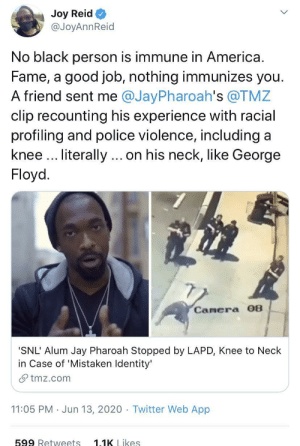 Joy Reid
@JoyAnnReid
No black person is immune in America.
Fame, a good job, nothing immunizes you.
A friend sent me @JayPharoah's @TMZ
clip recounting his experience with racial
profiling and police violence, including a
knee ... literally ... on his neck, like George
Floyd.
Camera 08
'SNL' Alum Jay Pharoah Stopped by LAPD, Knee to Neck
in Case of 'Mistaken Identity'
tmz.com
11:05 PM · Jun 13, 2020 · Twitter Web App
599 Retweets 1.1K Likes